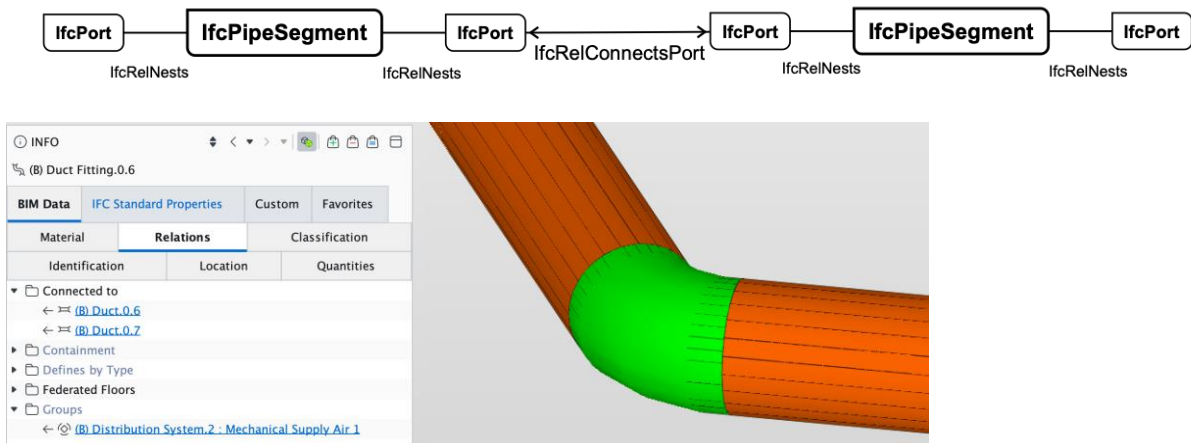 IfcPort IfcPipeSegment IfcPort IfcPort IfcPipeSegment IfcPort
IfcRelConnectsPort
IfcRelNests IfcRelNests IfcRelNests IfcRelNests
INFO
(B) Duct Fitting.0.6
BIM Data IFC Standard Properties Custom Favorites
Material Relations Classification
Identification Location Quantities
Connected to
(B) Duct.0.6
(B) Duct.0.7
Containment
Defines by Type
Federated Floors
Groups
(B) Distribution System.2 : Mechanical Supply Air 1